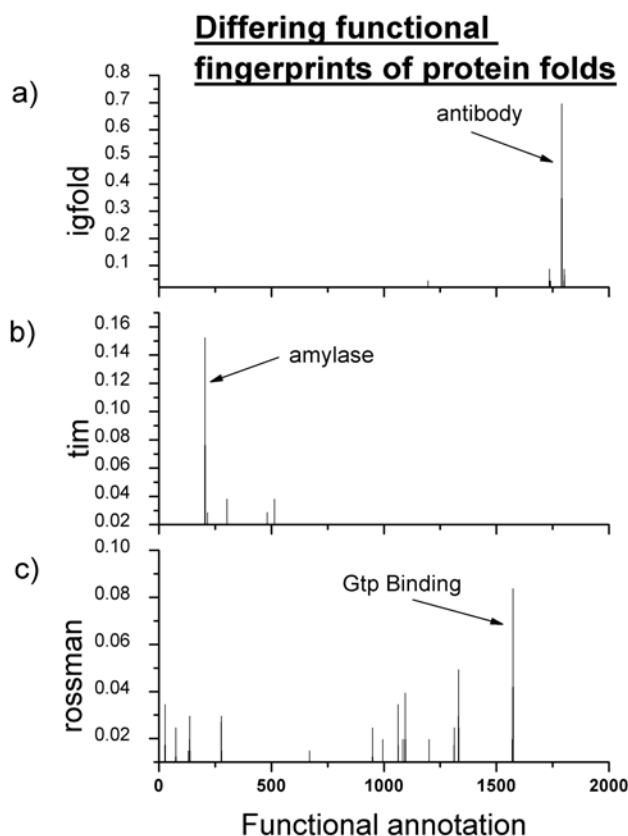 Differing functional
fingerprints of protein folds
a)
igfold
0.8
0.7
0.6
0.5
0.4
0.3
0.2
0.1
antibody
b)
tim
0.16
0.14
0.12
0.10
0.08
0.06
0.04
0.02
amylase
c)
rossman
0.10
0.08
0.06
0.04
0.02
Gtp Binding
0 500 1000 1500 2000
Functional annotation